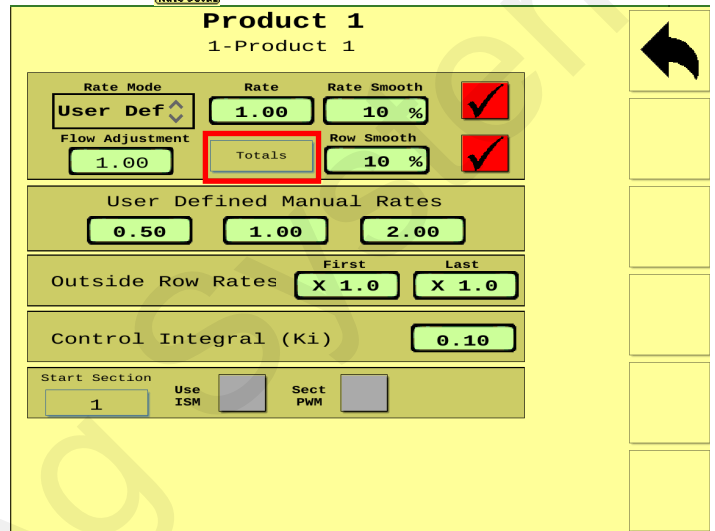 Product 1
1-Product 1
Rate Mode Rate Rate Smooth
User Def 1.00 10 %
Flow Adjustment Totals Row Smooth
1.00 10 %
User Defined Manual Rates
0.50 1.00 2.00
First Last
Outside Row Rates X 1.0 X 1.0
Control Integral (Ki) 0.10
Start Section
1 Use ISM Sect PWM